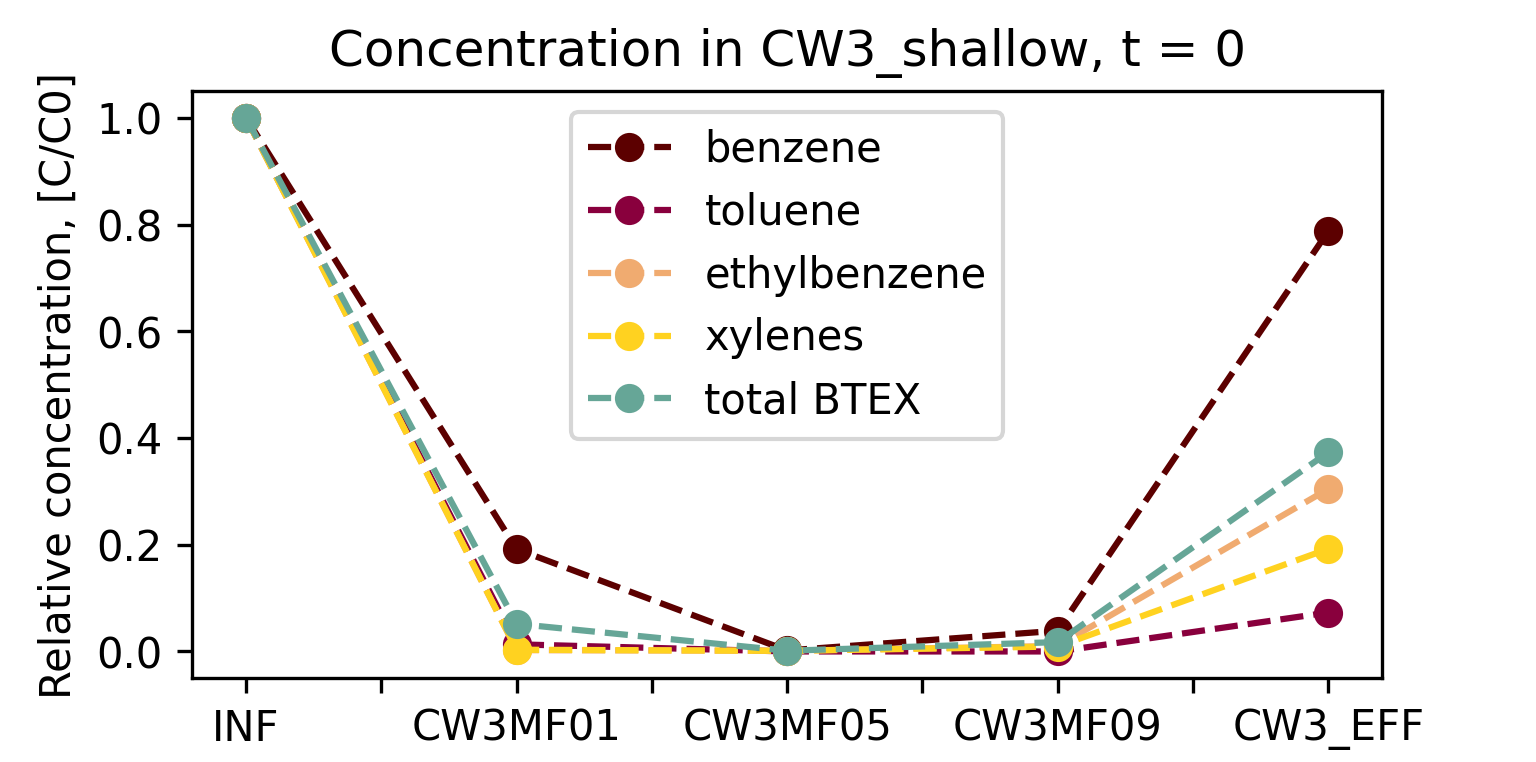 Concentration in CW3_shallow, t = 0
Relative concentration, [C/C0]
1.0
0.8
0.6
0.4
0.2
0.0
benzene
toluene
ethylbenzene
xylenes
total BTEX
INF CW3MF01 CW3MF05 CW3MF09 CW3_EFF